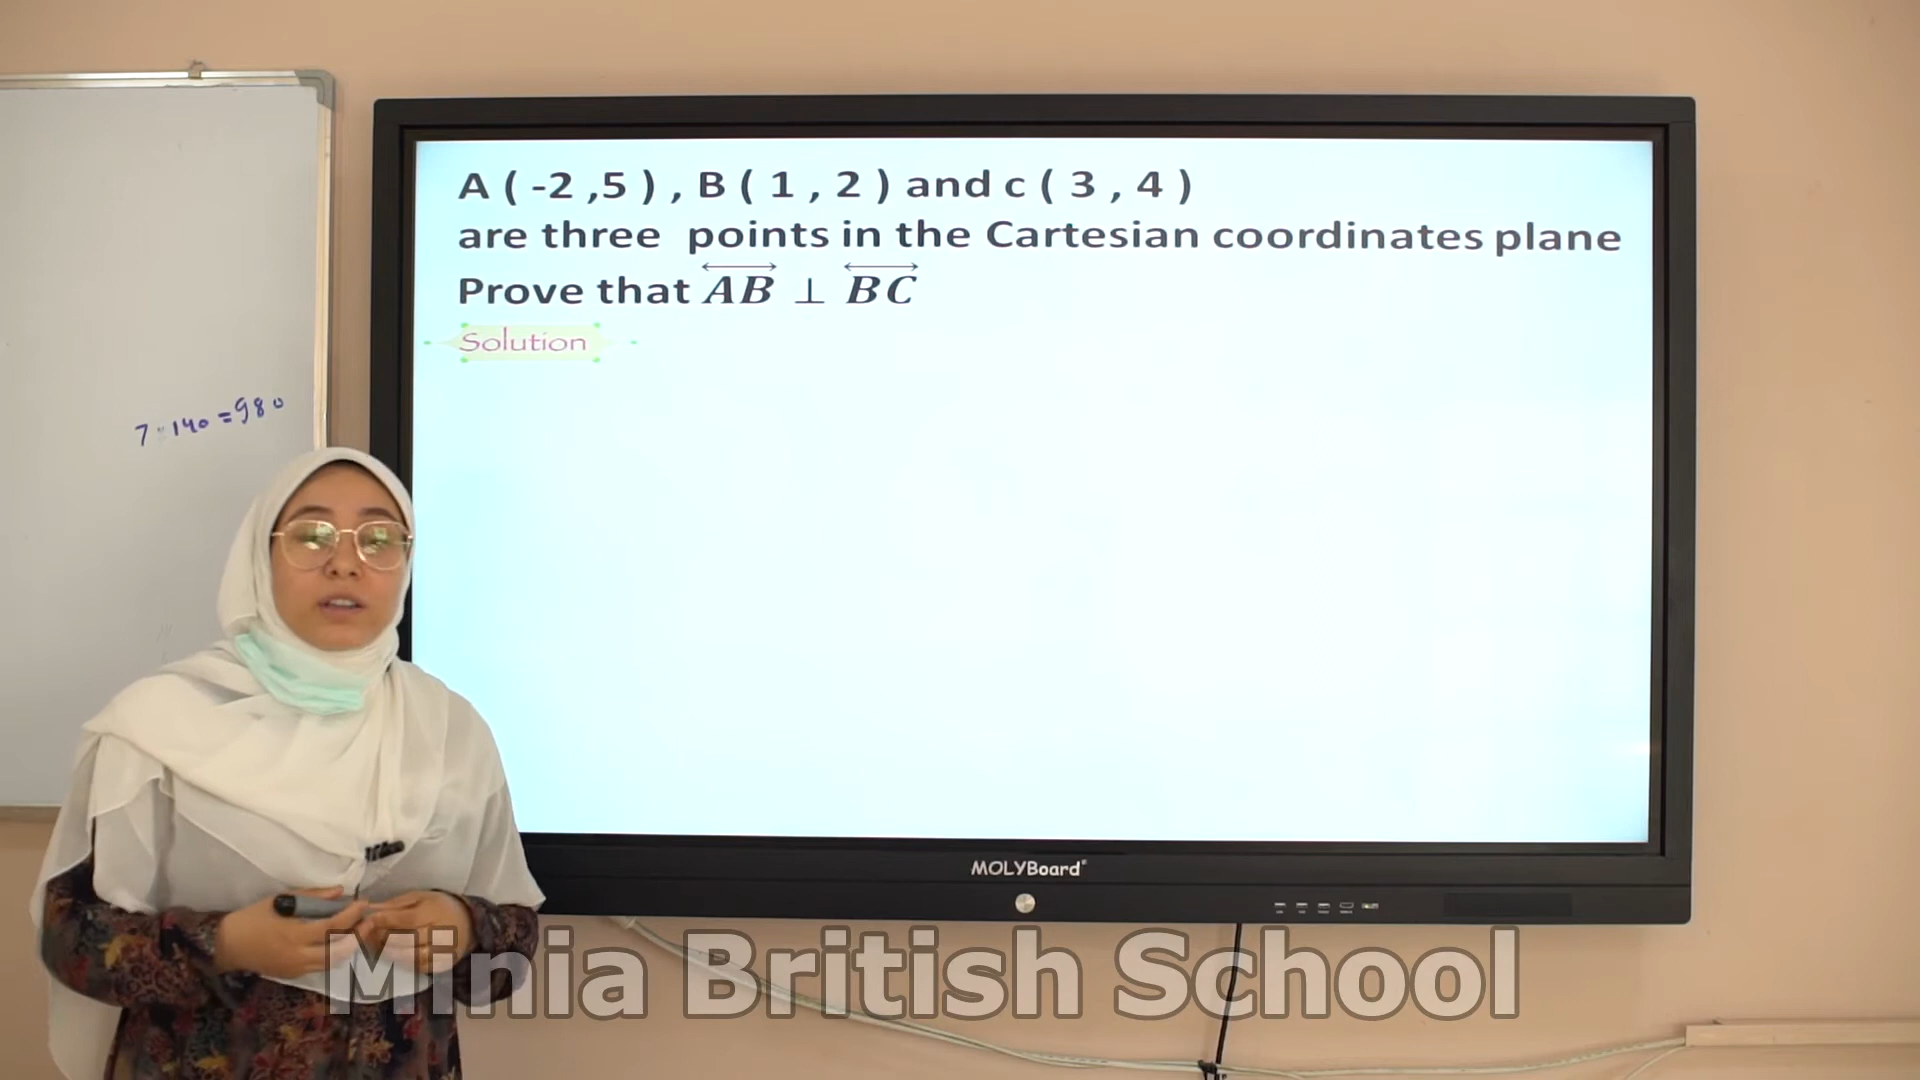 A ( -2 ,5 ) , B ( 1 , 2 ) and c ( 3 , 4 )
are three points in the Cartesian coordinates plane
Prove that AB ⊥ BC
Solution
7 140 = 980
MOLYBoard
Minia British School